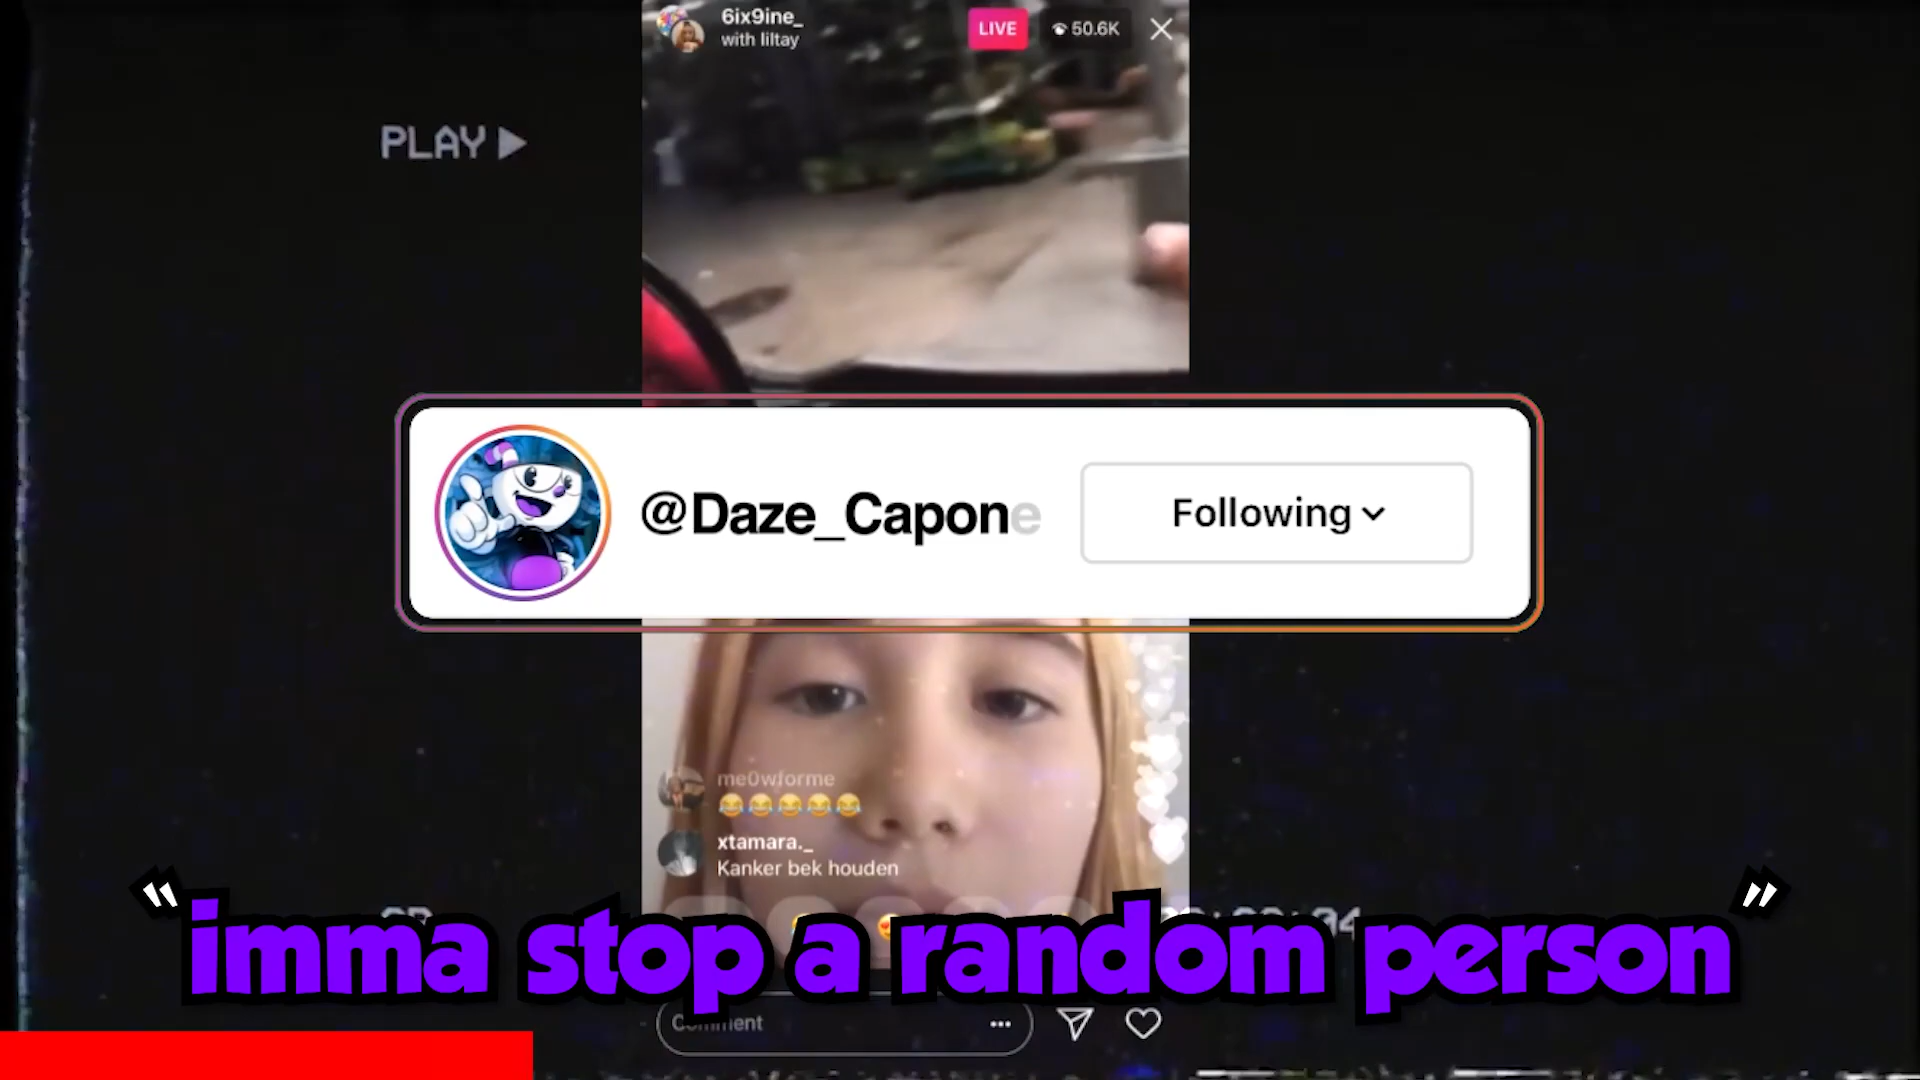 6ix9ine_
with liltay
LIVE
50.6K
PLAY
@Daze_Capone
Following
me0wforme
😂😂😂😂😂
xtamara._
Kanker bek houden
“imma stop a random person”
Comment